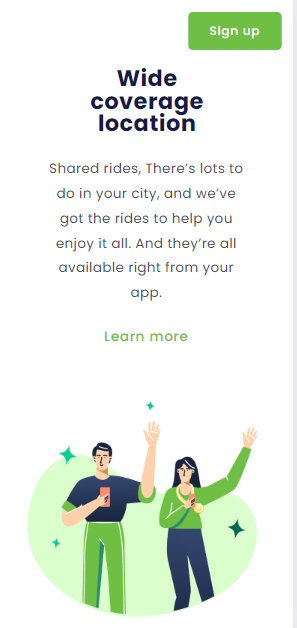 Sign up
Wide
coverage
location
Shared rides, There’s lots to
do in your city, and we’ve
got the rides to help you
enjoy it all. And they’re all
available right from your
app.
Learn more